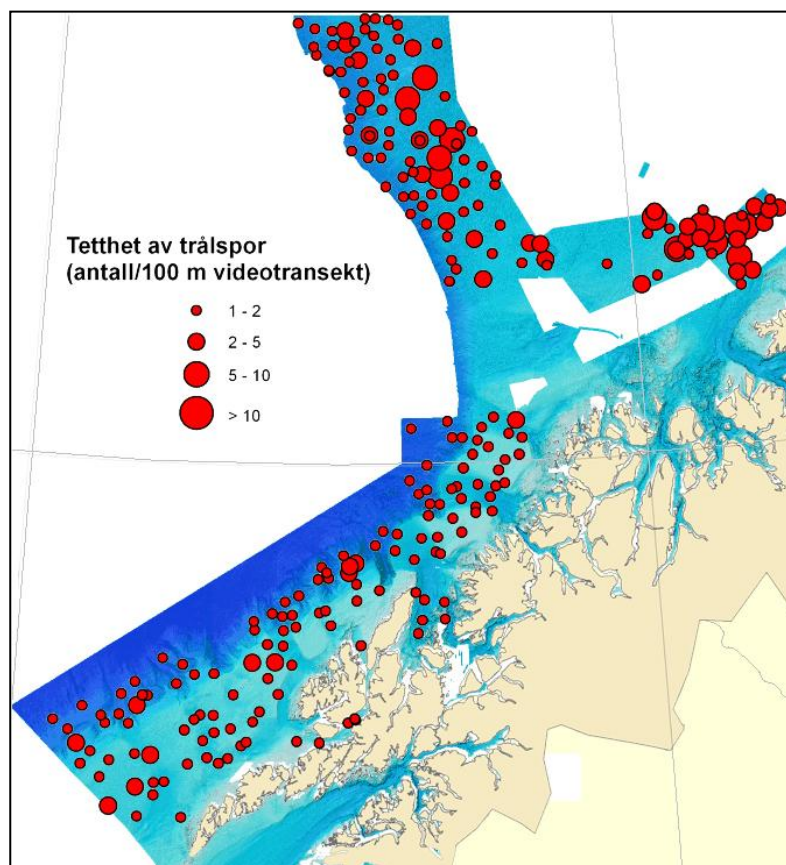 Tetthet av trålspor
(antall/100 m videotransekt)
1 - 2
2 - 5
5 - 10
> 10